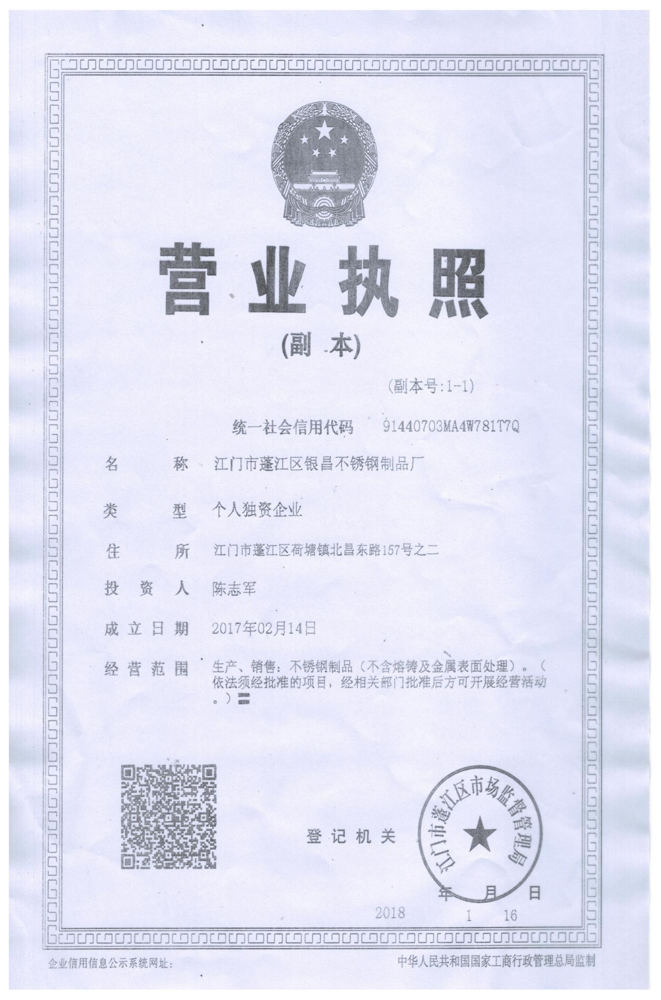 营业执照
(副 本)
(副本号:1-1)
统一社会信用代码 91440703MA4W781T7Q
名称 江门市蓬江区银昌不锈钢制品厂
类型 个人独资企业
住所 江门市蓬江区荷塘镇北昌东路157号之二
投资人 陈志军
成立日期 2017年02月14日
经营范围 生产、销售：不锈钢制品（不含熔铸及金属表面处理）。（
依法须经批准的项目，经相关部门批准后方可开展经营活动
。）
江门市蓬江区市场监督管理局
登记机关
年 月 日
2018 1 16
企业信用信息公示系统网址：
中华人民共和国国家工商行政管理总局监制